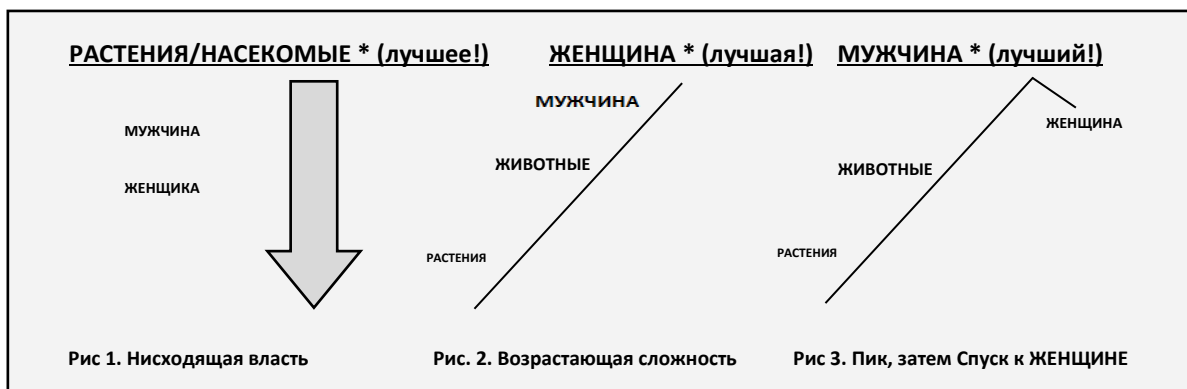 РАСТЕНИЯ/НАСЕКОМЫЕ * (лучшее!)
МУЖЧИНА
ЖЕНЩИКА
Рис 1. Нисходящая власть
ЖЕНЩИНА * (лучшая!)
МУЖЧИНА
ЖИВОТНЫЕ
РАСТЕНИЯ
Рис. 2. Возрастающая сложность
МУЖЧИНА * (лучший!)
ЖЕНЩИНА
ЖИВОТНЫЕ
РАСТЕНИЯ
Рис 3. Пик, затем Спуск к ЖЕНЩИНЕ